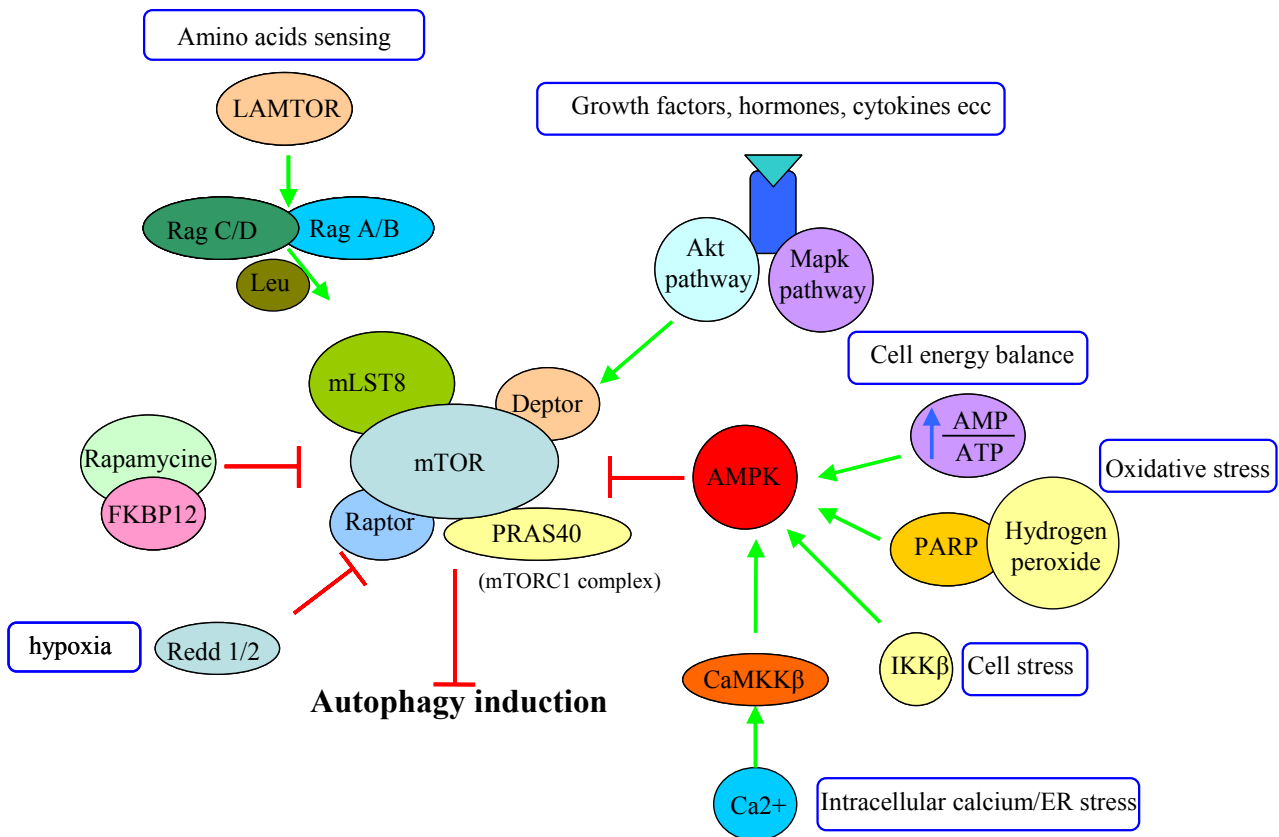 Amino acids sensing
LAMTOR
Growth factors, hormones, cytokines ecc
Rag C/D
Rag A/B
Leu
Akt
pathway
Mapk
pathway
Cell energy balance
mLST8
Deptor
AMP
ATP
Rapamycine
FKBP12
mTOR
AMPK
Oxidative stress
Raptor
PRAS40
(mTORC1 complex)
PARP
Hydrogen
peroxide
hypoxia
Redd 1/2
CaMKKβ
IKKβ
Cell stress
Autophagy induction
Ca2+
Intracellular calcium/ER stress